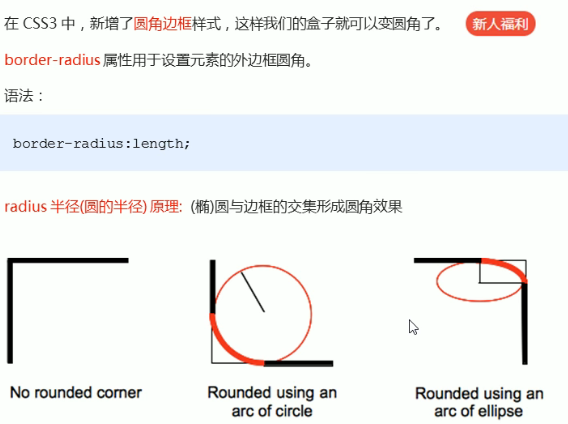 在 CSS3 中，新增了圆角边框样式，这样我们的盒子就可以变圆角了。 新人福利
border-radius 属性用于设置元素的外边框圆角。
语法：
border-radius:length;
radius 半径(圆的半径) 原理: (椭)圆与边框的交集形成圆角效果
No rounded corner
Rounded using an
arc of circle
Rounded using an
arc of ellipse